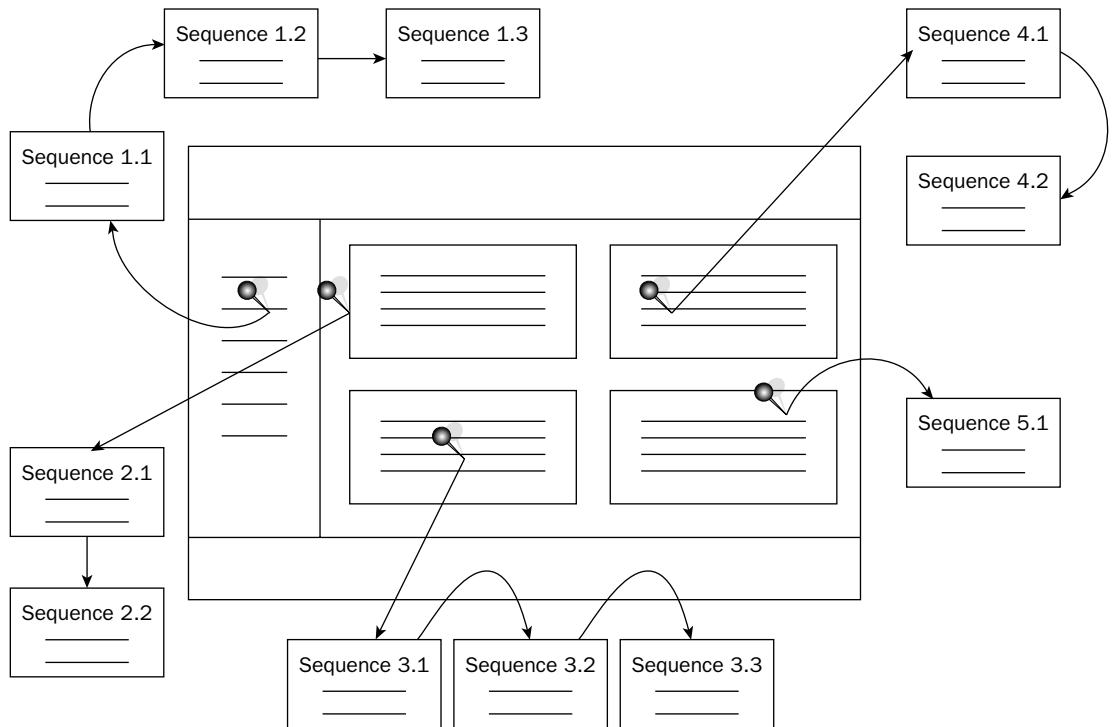 Sequence 1.2
Sequence 1.3
Sequence 4.1
Sequence 1.1
Sequence 4.2
Sequence 5.1
Sequence 2.1
Sequence 2.2
Sequence 3.1
Sequence 3.2
Sequence 3.3